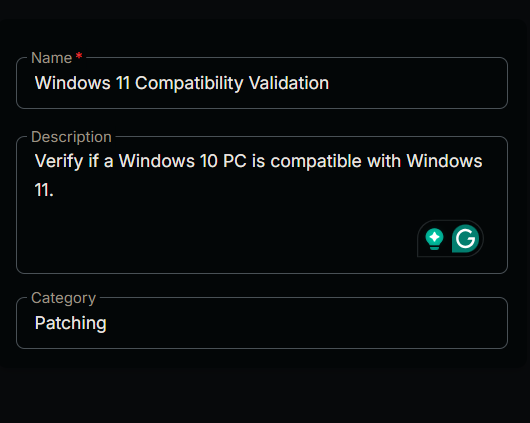 Name *
Windows 11 Compatibility Validation
Description
Verify if a Windows 10 PC is compatible with Windows
11.
G
Category
Patching